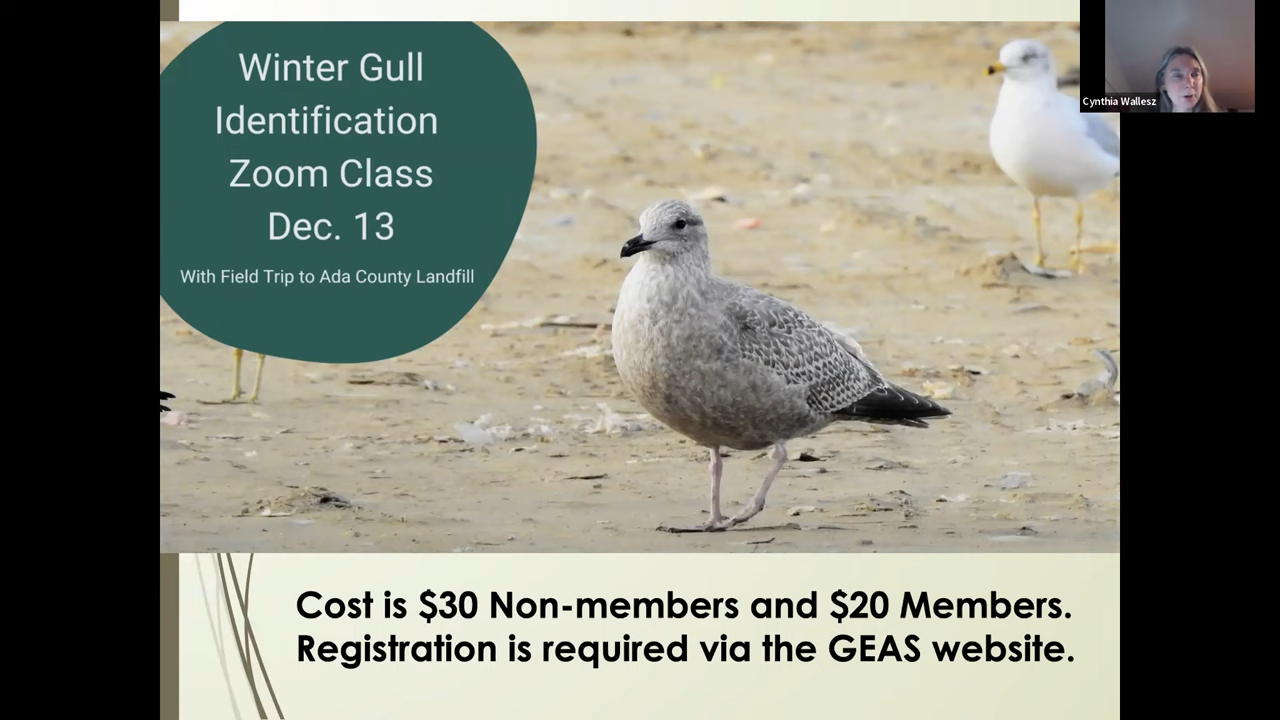 Winter Gull
Identification
Zoom Class
Dec. 13
With Field Trip to Ada County Landfill
Cynthia Wallesz
Cost is $30 Non-members and $20 Members.
Registration is required via the GEAS website.